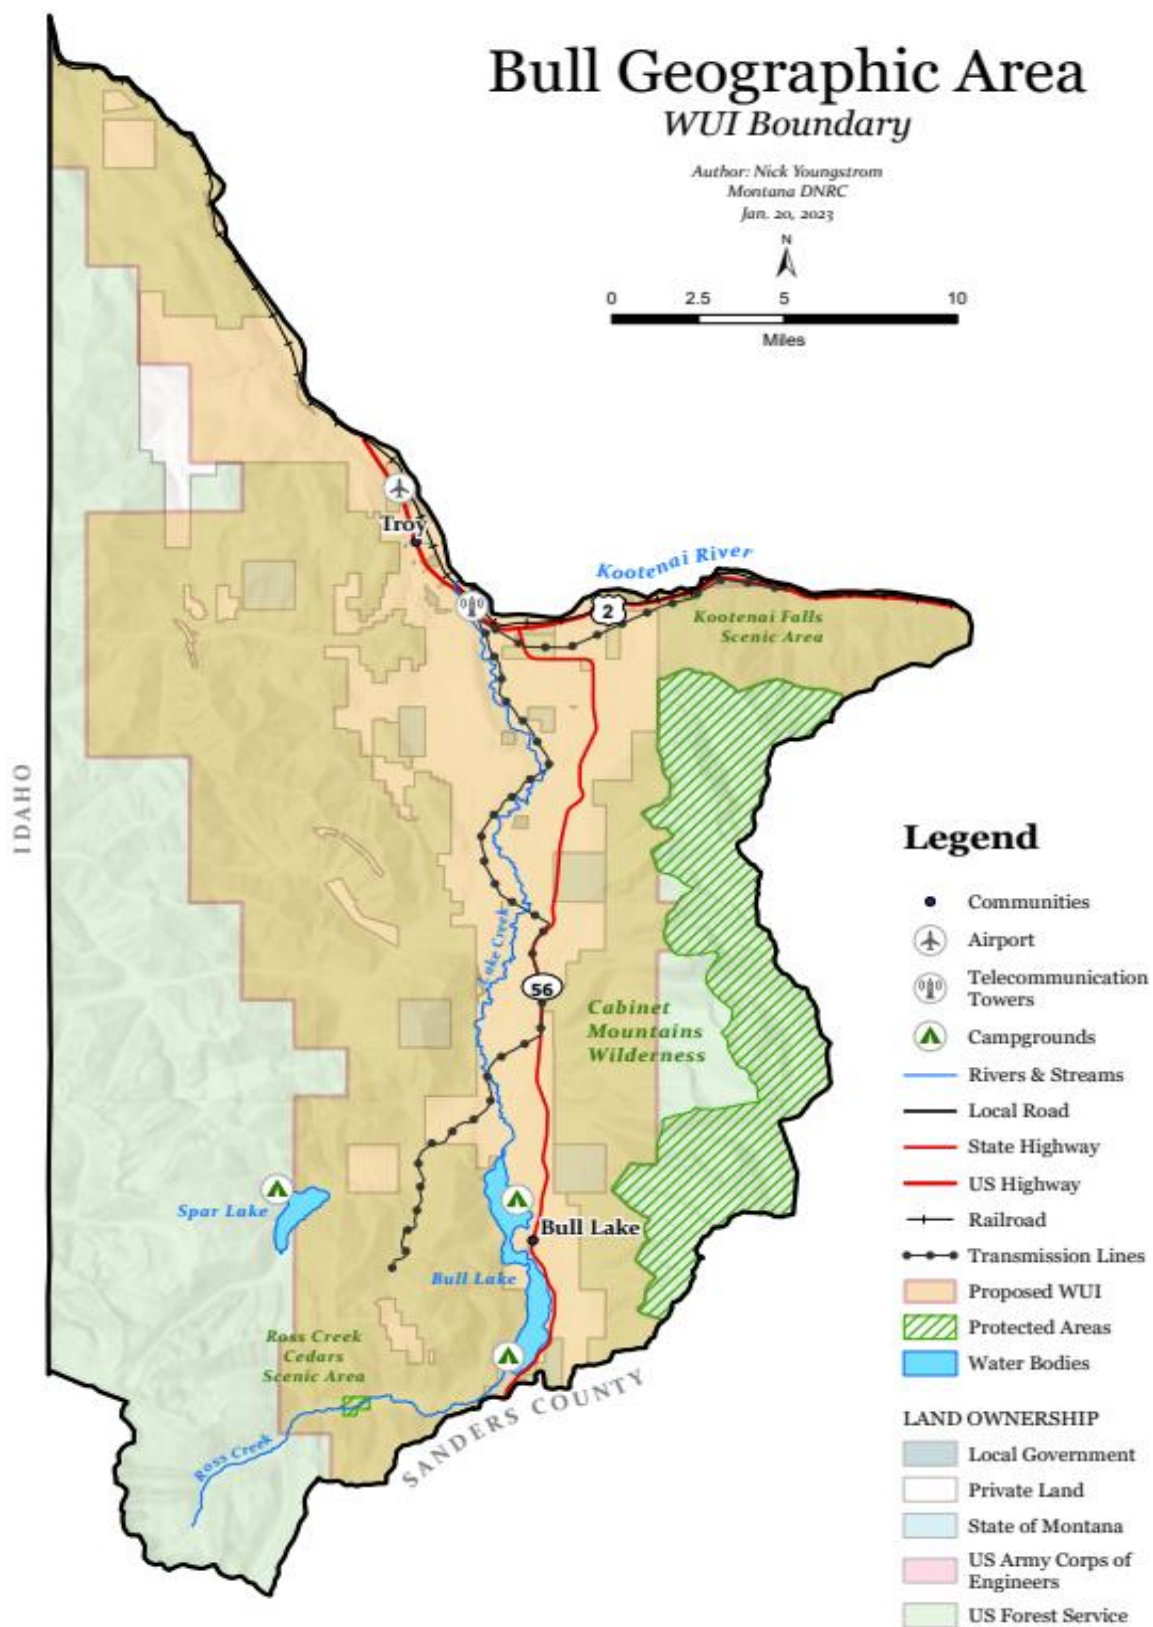 Bull Geographic Area
WUI Boundary
Author: Nick Youngstrom
Montana DNRC
Jan. 20, 2023
N
0 2.5 5 10
Miles
Troy
Kootenai River
2
Kootenai Falls
Scenic Area
IDAHO
Lake Creek
56
Cabinet
Mountains
Wilderness
Spar Lake
Bull Lake
Bull Lake
Ross Creek
Cedars
Scenic Area
Ross Creek
SANDERS COUNTY
Legend
Communities
Airport
Telecommunication
Towers
Campgrounds
Rivers & Streams
Local Road
State Highway
US Highway
Railroad
Transmission Lines
Proposed WUI
Protected Areas
Water Bodies
LAND OWNERSHIP
Local Government
Private Land
State of Montana
US Army Corps of
Engineers
US Forest Service